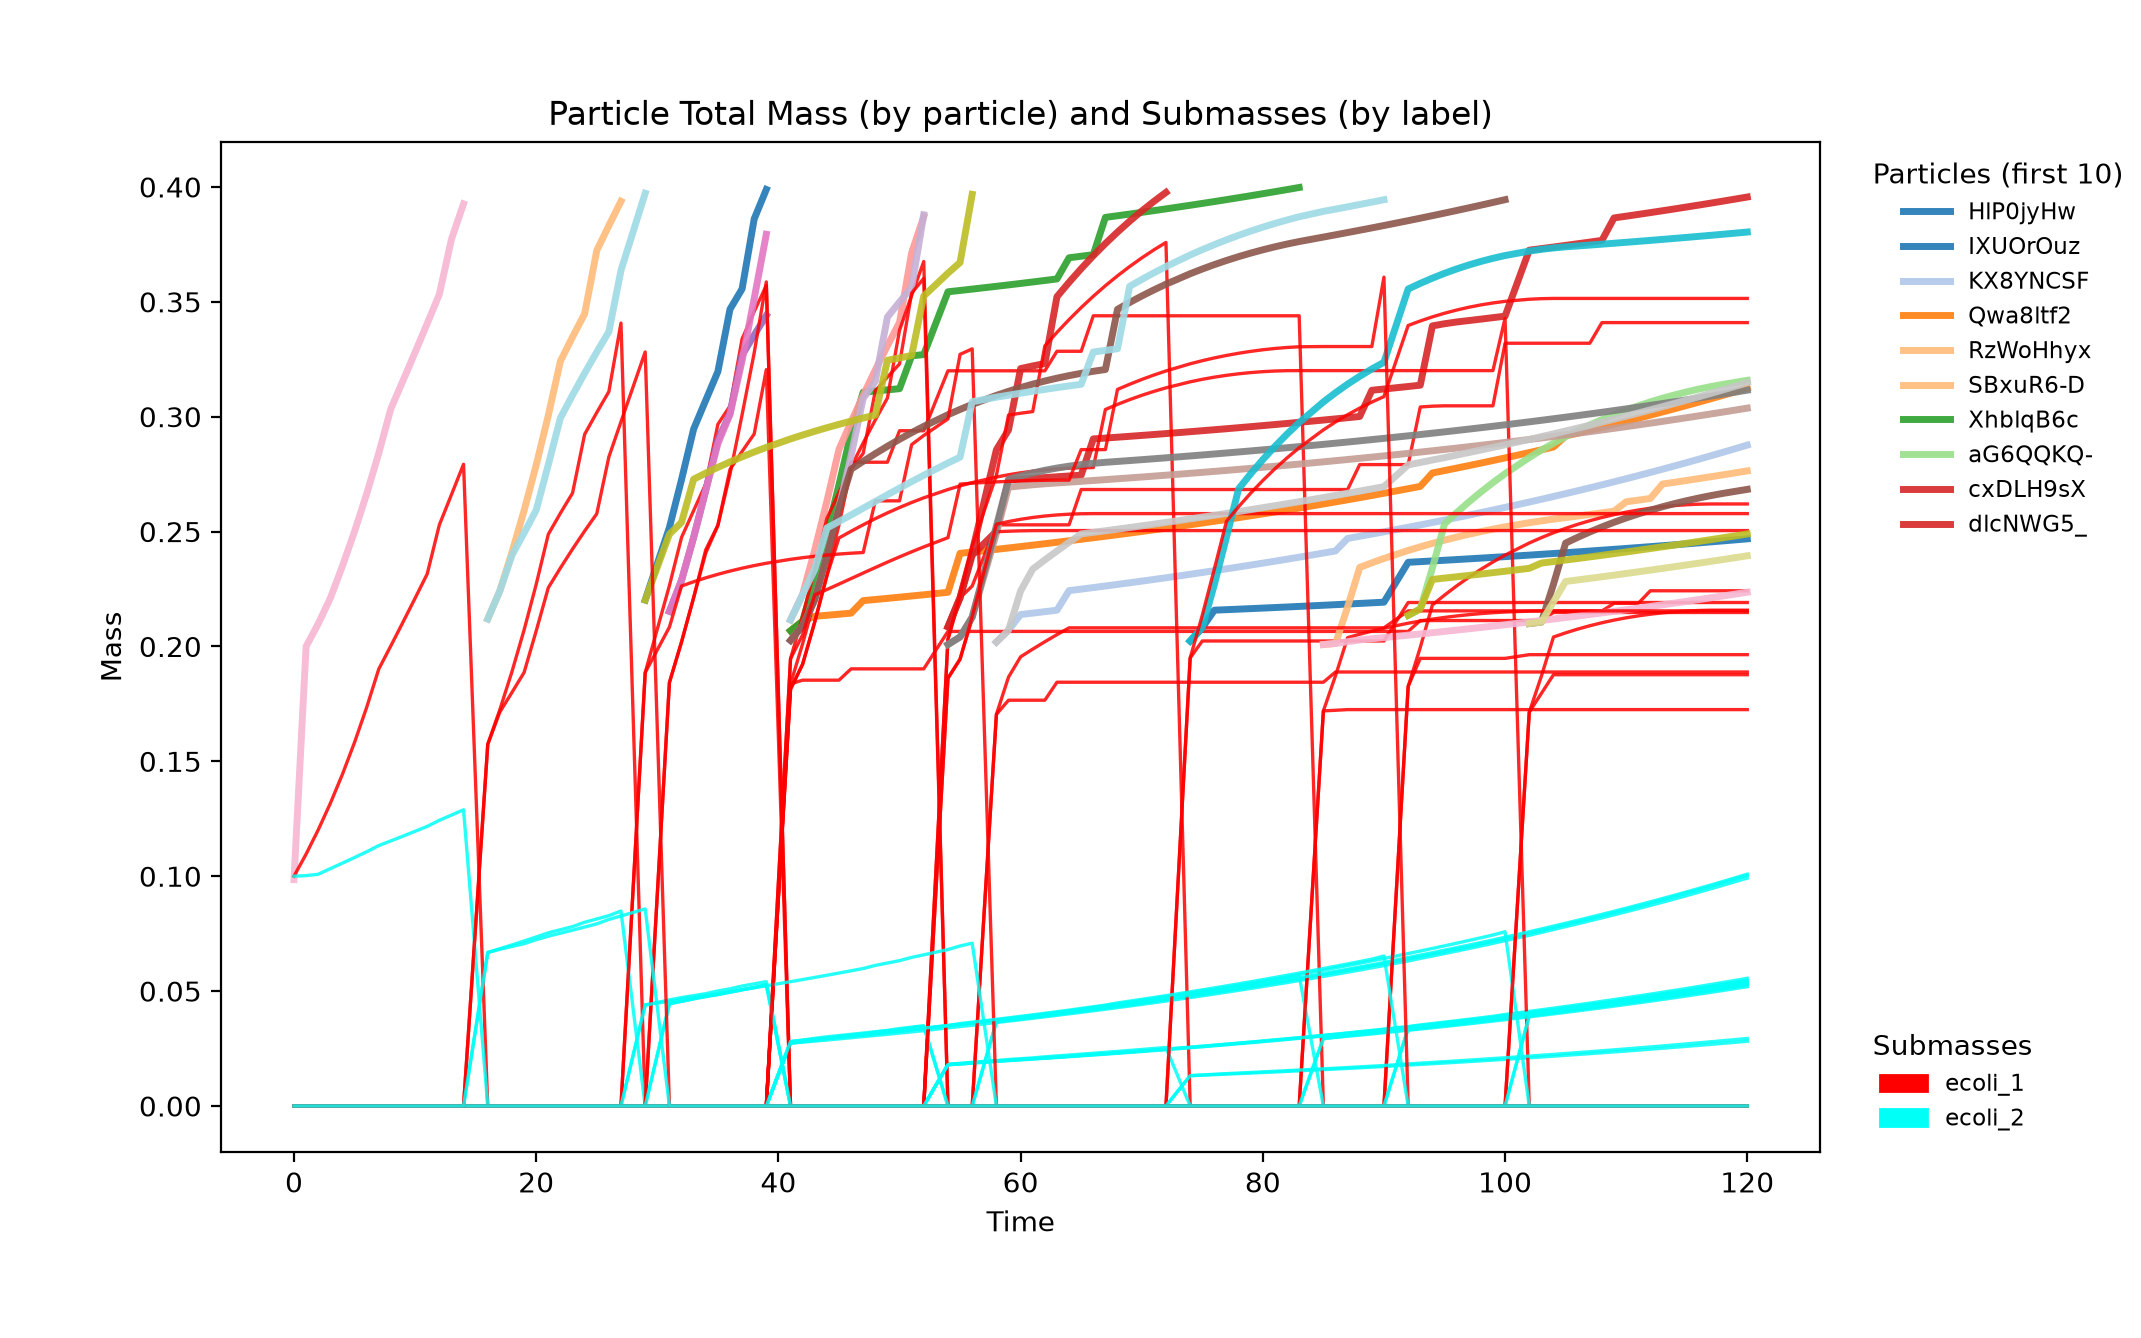 Particle Total Mass (by particle) and Submasses (by label)
Mass
0.40
0.35
0.30
0.25
0.20
0.15
0.10
0.05
0.00
0 20 40 60 80 100 120
Time
Particles (first 10)
HlP0jyHw
IXUOrOuz
KX8YNCSF
Qwa8ltf2
RzWoHhyx
SBxuR6-D
XhblqB6c
aG6QQKQ-
cxDLH9sX
dlcNWG5_
Submasses
ecoli_1
ecoli_2